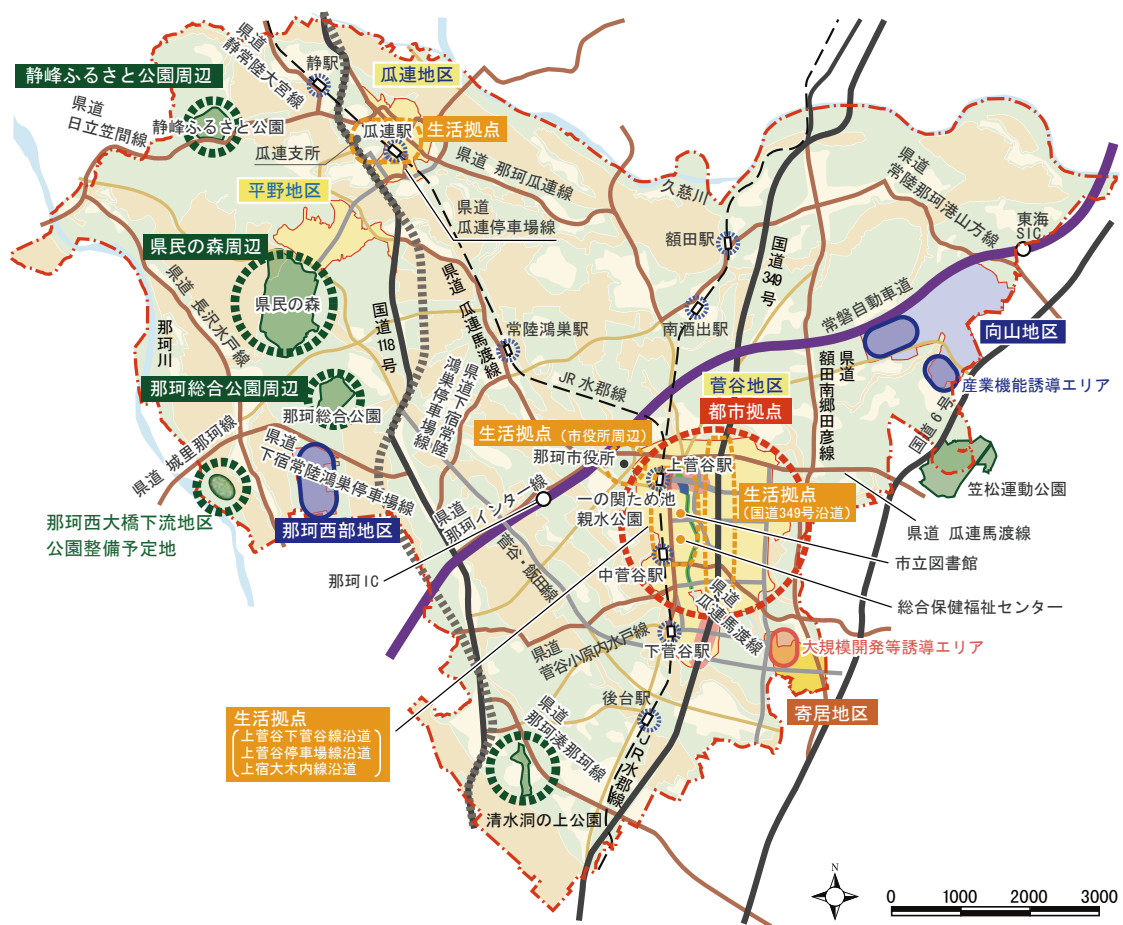 県道
静常陸大宮線
静駅
瓜連地区
静峰ふるさと公園周辺
県道
日立笠間線
静峰ふるさと公園
瓜連駅
生活拠点
瓜連支所
県道 那珂瓜連線
久慈川
県道
常陸那珂港山方線
平野地区
県道
瓜連停車場線
額田駅
国道349号
東海
SIC
県民の森周辺
県民の森
県道 長沢水戸線
那珂川
国道118号
県道 瓜連馬渡線
常陸鴻巣駅
南酒出駅
常磐自動車道
向山地区
産業機能誘導エリア
県道
額田南郷田彦線
国道6号
JR水郡線
菅谷地区
都市拠点
那珂総合公園周辺
那珂総合公園
県道下宿常陸
鴻巣停車場線
生活拠点(市役所周辺)
那珂市役所
上菅谷駅
県道 城里那珂線
県道
下宿常陸鴻巣停車場線
那珂西部地区
那珂西大橋下流地区
公園整備予定地
県道
那珂インター線
一の関ため池
親水公園
生活拠点
(国道349号沿道)
笠松運動公園
県道 瓜連馬渡線
市立図書館
総合保健福祉センター
那珂IC
菅谷・飯田線
中菅谷駅
県道
瓜連馬渡線
県道
菅谷小原内水戸線
下菅谷駅
大規模開発等誘導エリア
寄居地区
後台駅
生活拠点
上菅谷下菅谷線沿道
上菅谷停車場線沿道
上宿大木内線沿道
県道
那珂湊那珂線
JR水郡線
清水洞の上公園
N
0 1000 2000 3000